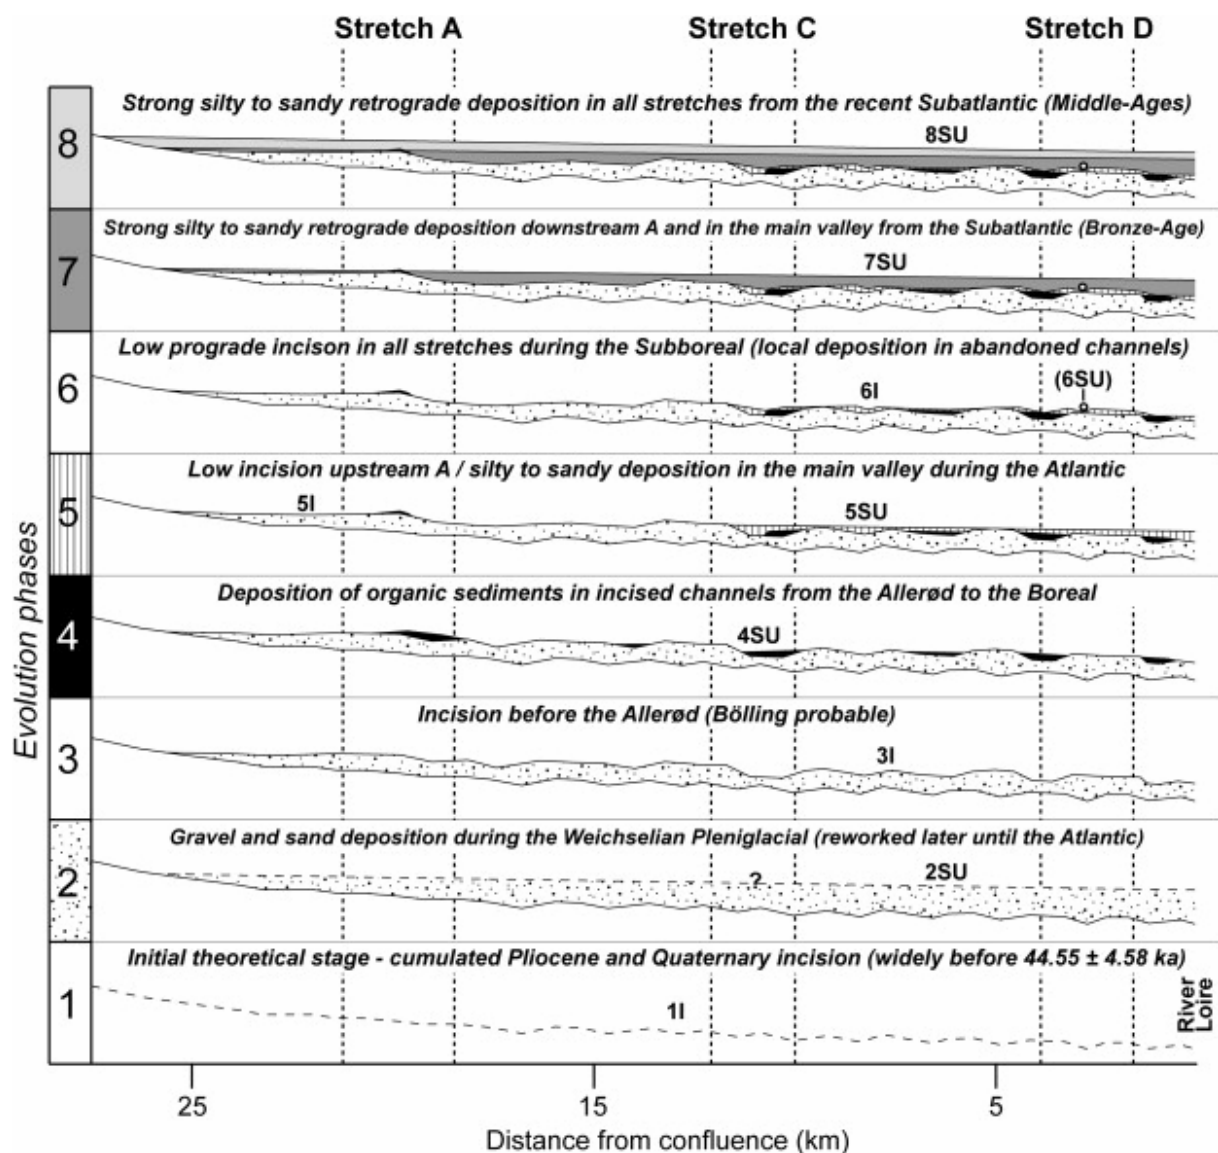 Stretch A Stretch C Stretch D
Strong silty to sandy retrograde deposition in all stretches from the recent Subatlantic (Middle-Ages)
8
8SU
Strong silty to sandy retrograde deposition downstream A and in the main valley from the Subatlantic (Bronze-Age)
7
7SU
Low prograde incison in all stretches during the Subboreal (local deposition in abandoned channels)
6
6I
(6SU)
Low incision upstream A / silty to sandy deposition in the main valley during the Atlantic
5
5I
5SU
Deposition of organic sediments in incised channels from the Allerød to the Boreal
4
4SU
Incision before the Allerød (Bölling probable)
3
3I
Gravel and sand deposition during the Weichselian Pleniglacial (reworked later until the Atlantic)
2
?
2SU
Initial theoretical stage - cumulated Pliocene and Quaternary incision (widely before 44.55 ± 4.58 ka)
1
1I
River
Loire
Evolution phases
25 15 5
Distance from confluence (km)